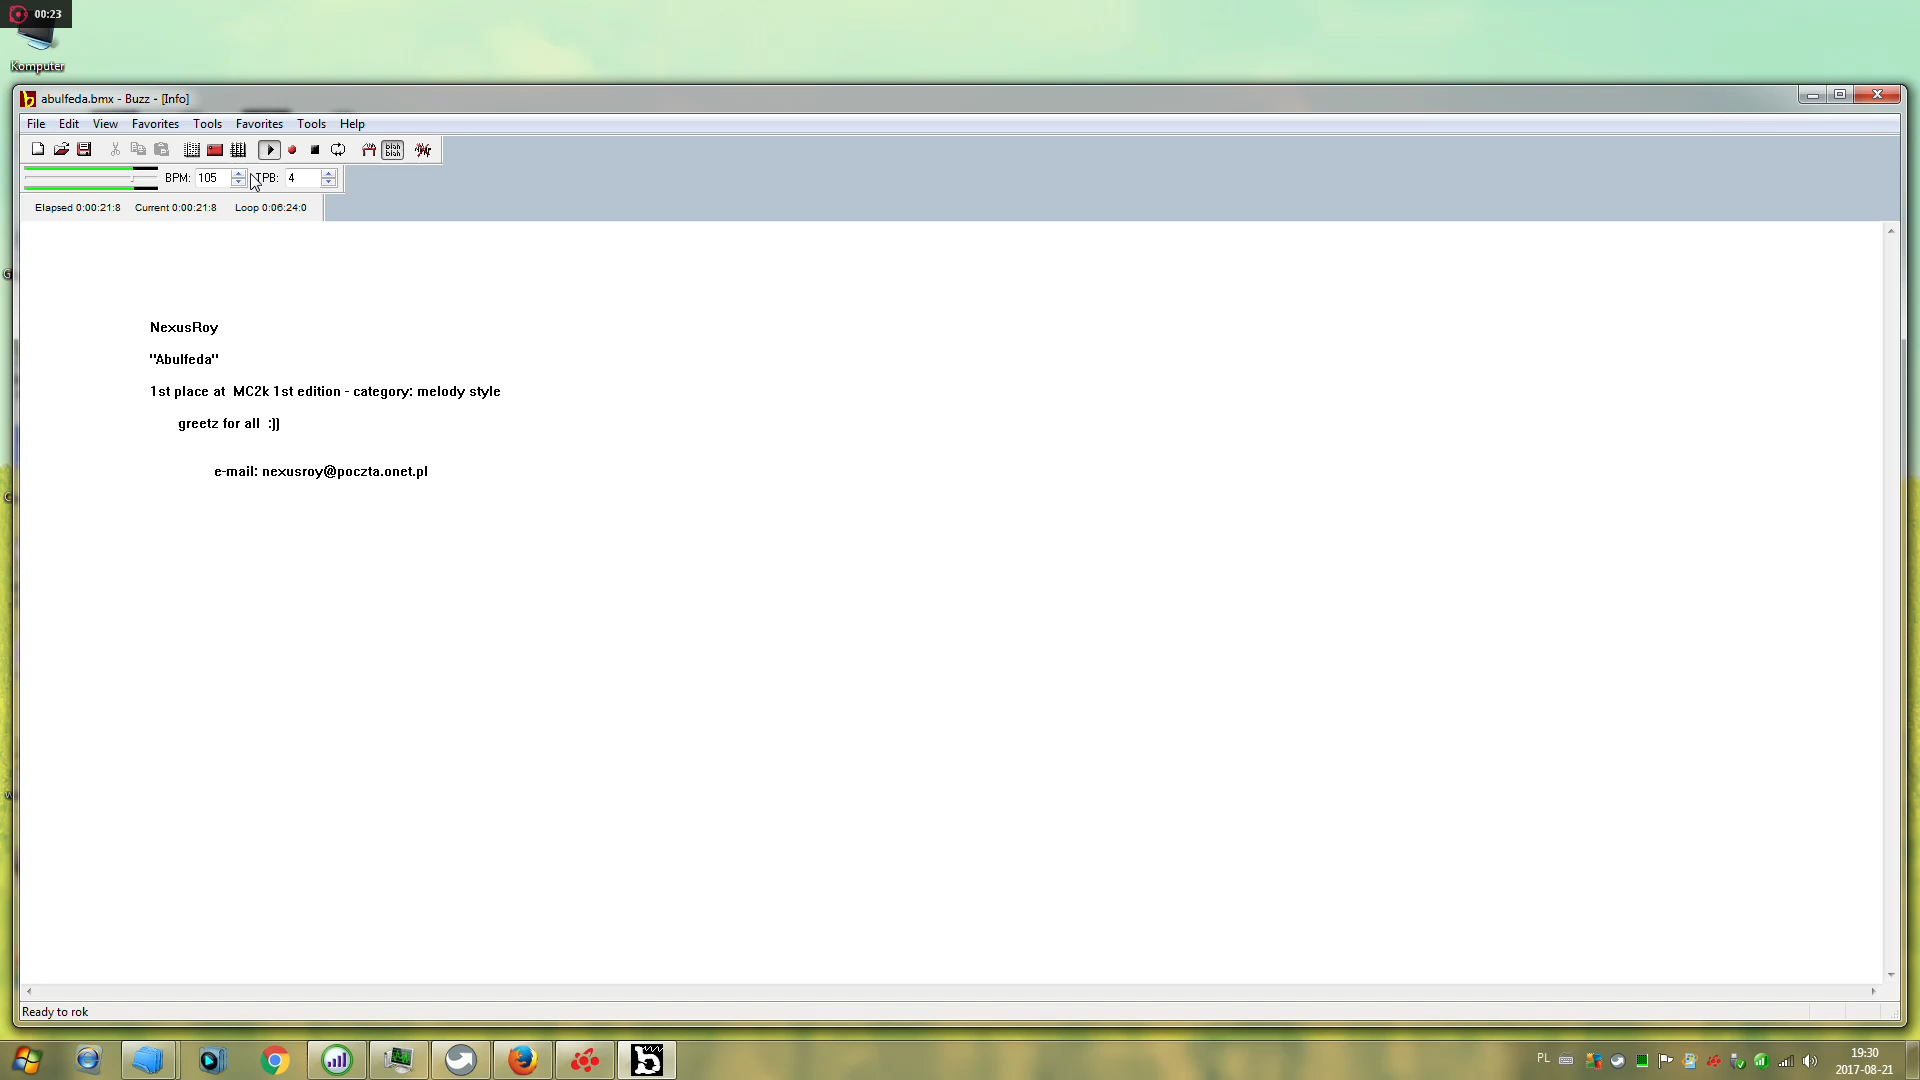 00:23
Komputer
abulfeda.bmx - Buzz - [Info]
File Edit View Favorites Tools Favorites Tools Help
blah blah
BPM: 105 TPB: 4
Elapsed 0:00:21:8 Current 0:00:21:8 Loop 0:06:24:0
NexusRoy
"Abulfeda"
1st place at  MC2k 1st edition - category: melody style
greetz for all  :))
e-mail: nexusroy@poczta.onet.pl
Ready to rok
PL
19:30
2017-08-21